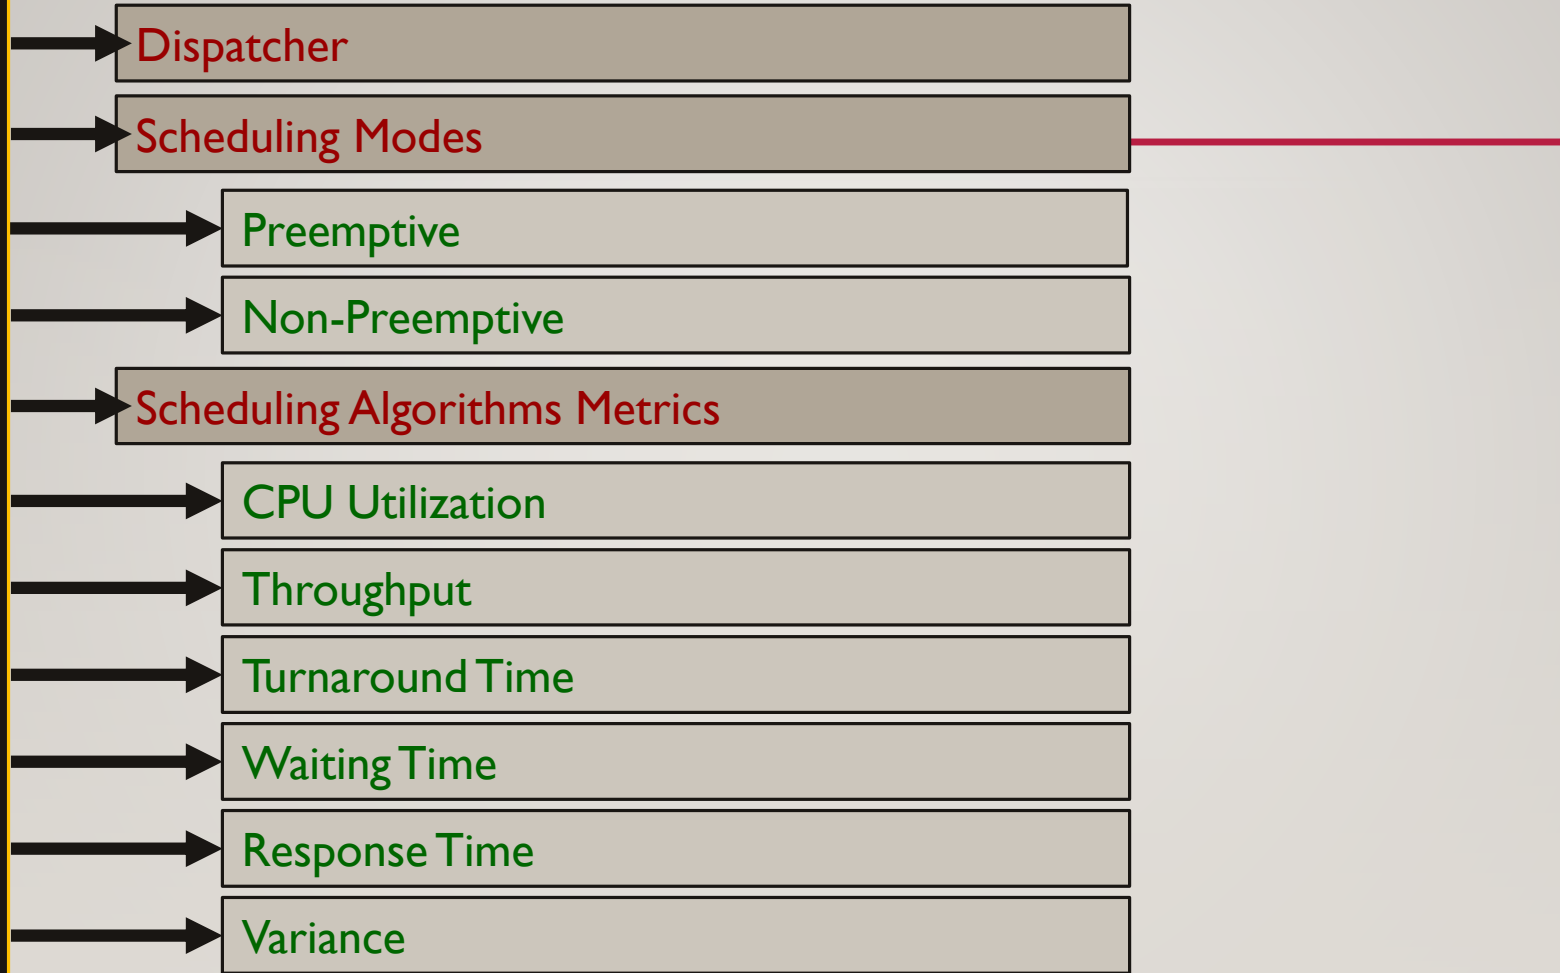 Dispatcher
Scheduling Modes
Preemptive
Non-Preemptive
Scheduling Algorithms Metrics
CPU Utilization
Throughput
Turnaround Time
Waiting Time
Response Time
Variance